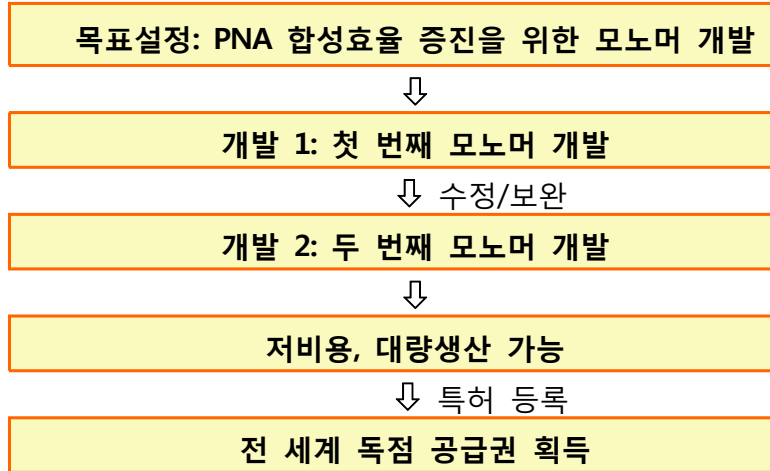 목표설정: PNA 합성효율 증진을 위한 모노머 개발
개발 1: 첫 번째 모노머 개발
수정/보완
개발 2: 두 번째 모노머 개발
저비용, 대량생산 가능
특허 등록
전 세계 독점 공급권 획득